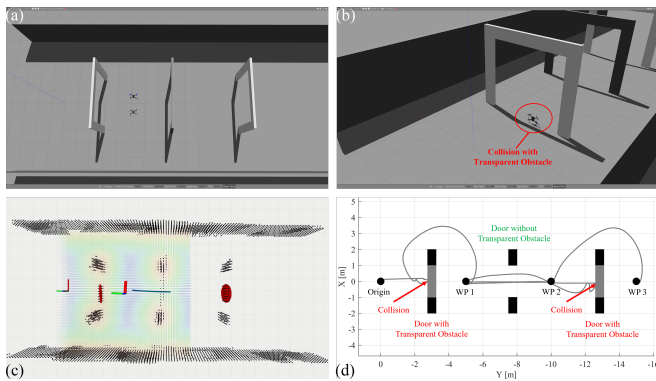 (a)
(b)
Collision with
Transparent Obstacle
(c)
(d)
Door without
Transparent Obstacle
Origin
WP 1
WP 2
WP 3
Collision
Collision
Door with
Transparent Obstacle
Door with
Transparent Obstacle
X [m]
5
4
3
2
1
0
-1
-2
-3
-4
0
-2
-4
-6
-8
-10
-12
-14
-16
Y [m]